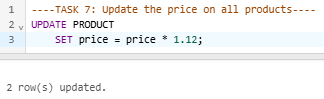 1 ----TASK 7: Update the price on all products----
2 UPDATE PRODUCT
3 SET price = price * 1.12;
2 row(s) updated.